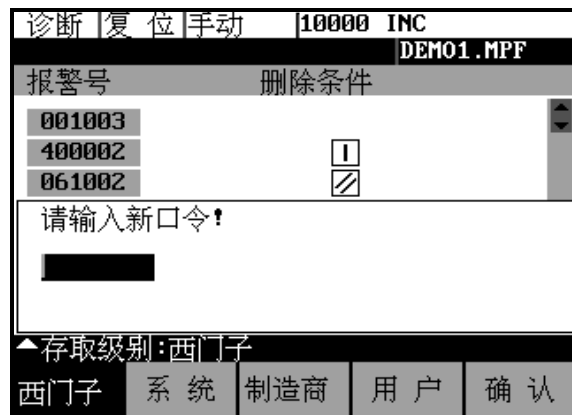 诊断 复 位 手动 10000 INC
DEMO1.MPF
报警号 删除条件
001003
400002
061002
请输入新口令!
存取级别:西门子
西门子 系 统 制造商 用 户 确 认